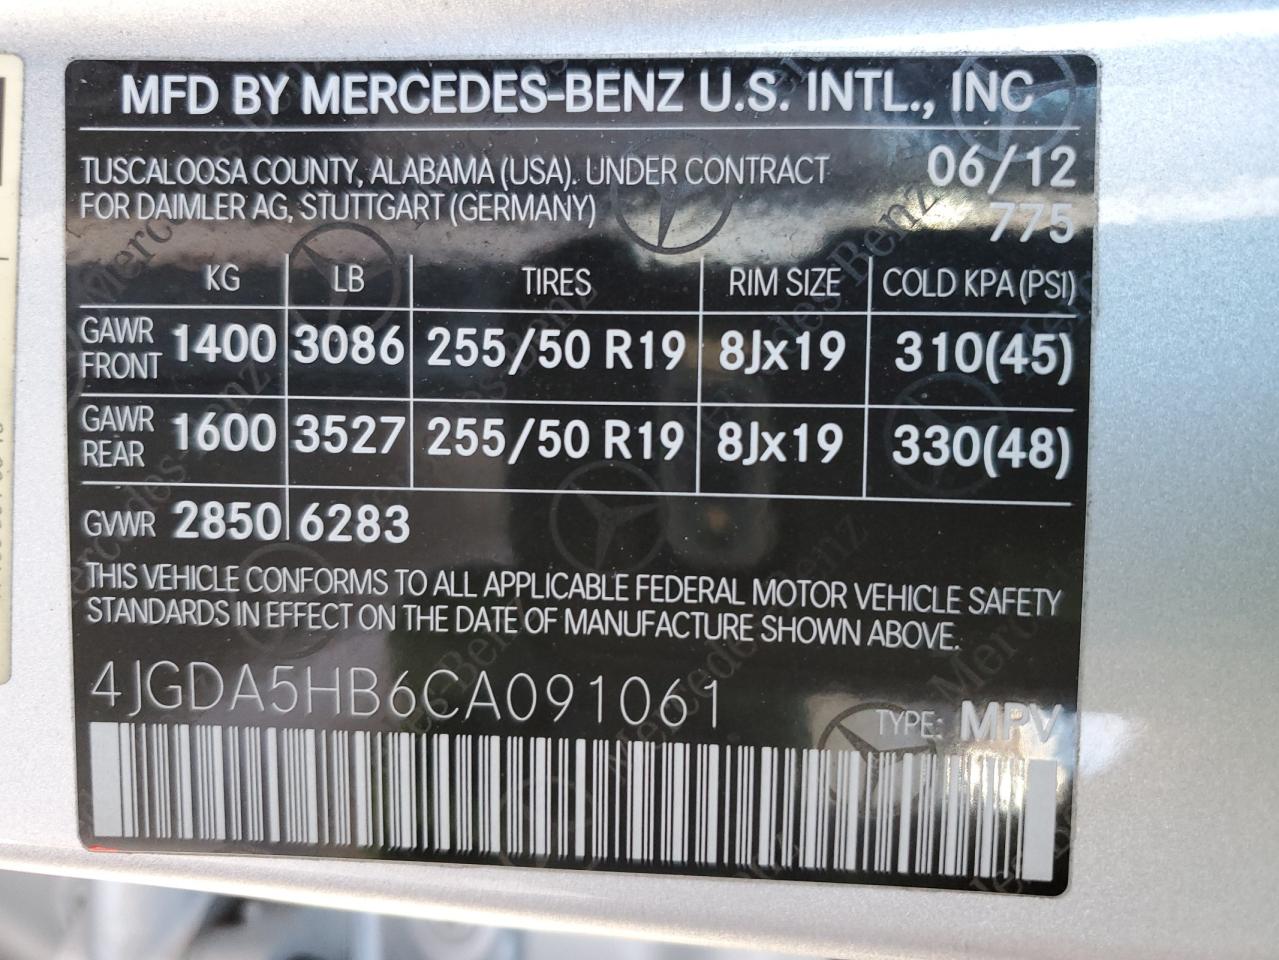 MFD BY MERCEDES-BENZ U.S. INTL., INC
TUSCALOOSA COUNTY, ALABAMA (USA). UNDER CONTRACT 06/12
FOR DAIMLER AG, STUTTGART (GERMANY) 775
KG LB TIRES RIM SIZE COLD KPA (PSI)
GAWR FRONT 1400 3086 255/50 R19 8Jx19 310(45)
GAWR REAR 1600 3527 255/50 R19 8Jx19 330(48)
GVWR 2850 6283
THIS VEHICLE CONFORMS TO ALL APPLICABLE FEDERAL MOTOR VEHICLE SAFETY
STANDARDS IN EFFECT ON THE DATE OF MANUFACTURE SHOWN ABOVE.
4JGDA5HB6CA091061
TYPE: MPV